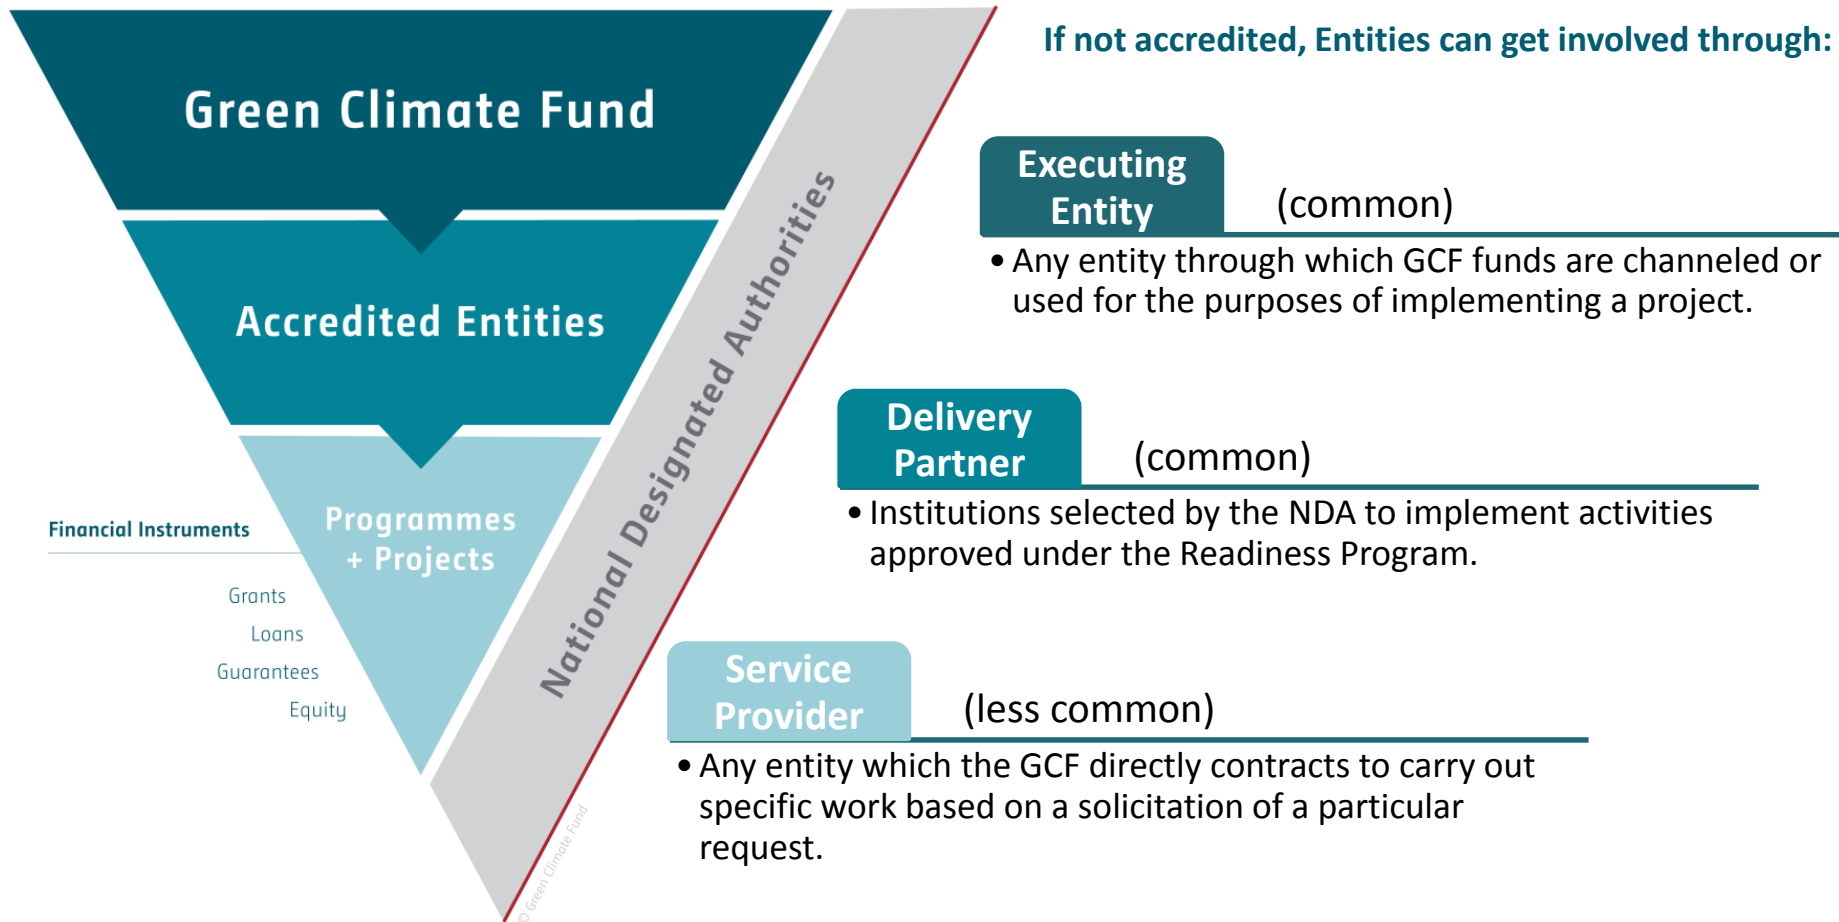 Green Climate Fund
Accredited Entities
Programmes
+ Projects
Financial Instruments
Grants
Loans
Guarantees
Equity
National Designated Authorities
© Green Climate Fund
If not accredited, Entities can get involved through:
Executing
Entity
(common)
• Any entity through which GCF funds are channeled or
used for the purposes of implementing a project.
Delivery
Partner
(common)
• Institutions selected by the NDA to implement activities
approved under the Readiness Program.
Service
Provider
(less common)
• Any entity which the GCF directly contracts to carry out
specific work based on a solicitation of a particular
request.